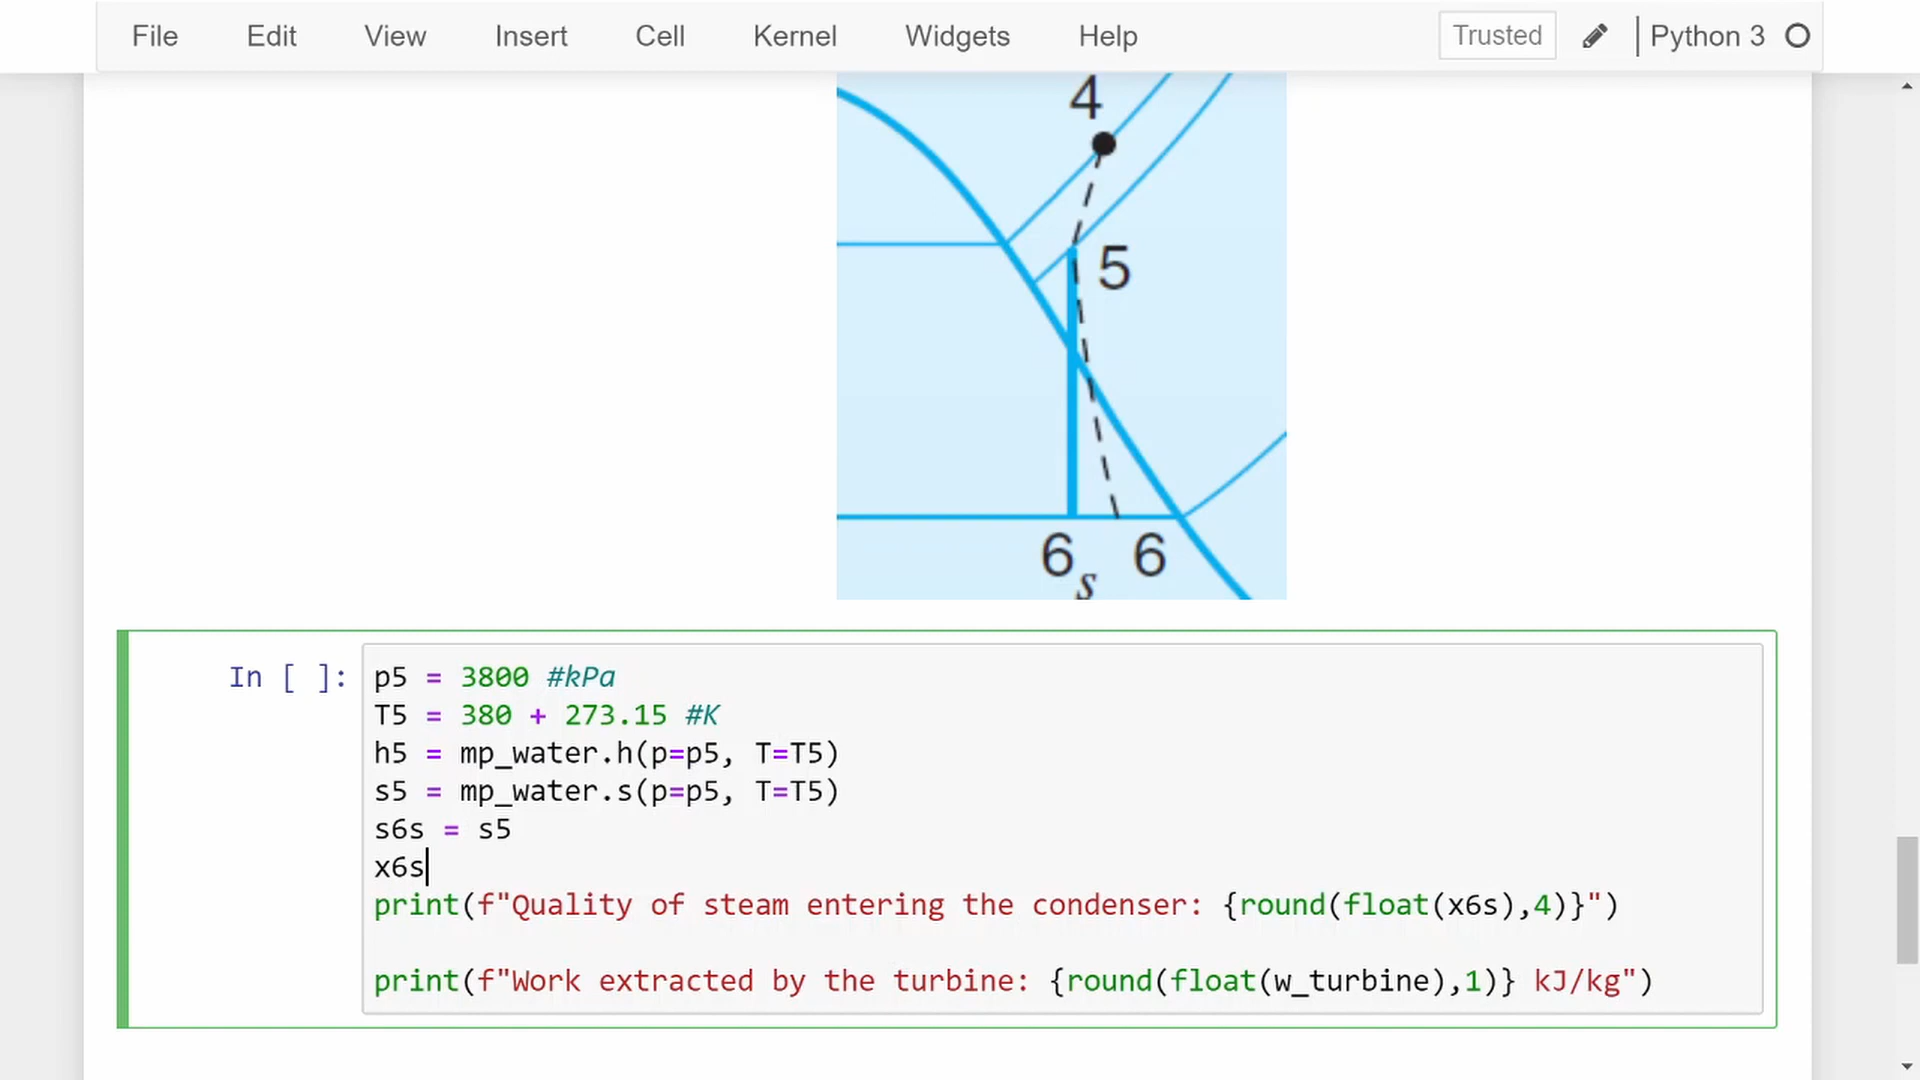 File Edit View Insert Cell Kernel Widgets Help Trusted Python 3
4
5
6s 6
In [ ]:
p5 = 3800 #kPa
T5 = 380 + 273.15 #K
h5 = mp_water.h(p=p5, T=T5)
s5 = mp_water.s(p=p5, T=T5)
s6s = s5
x6s
print(f"Quality of steam entering the condenser: {round(float(x6s),4)}")
print(f"Work extracted by the turbine: {round(float(w_turbine),1)} kJ/kg")